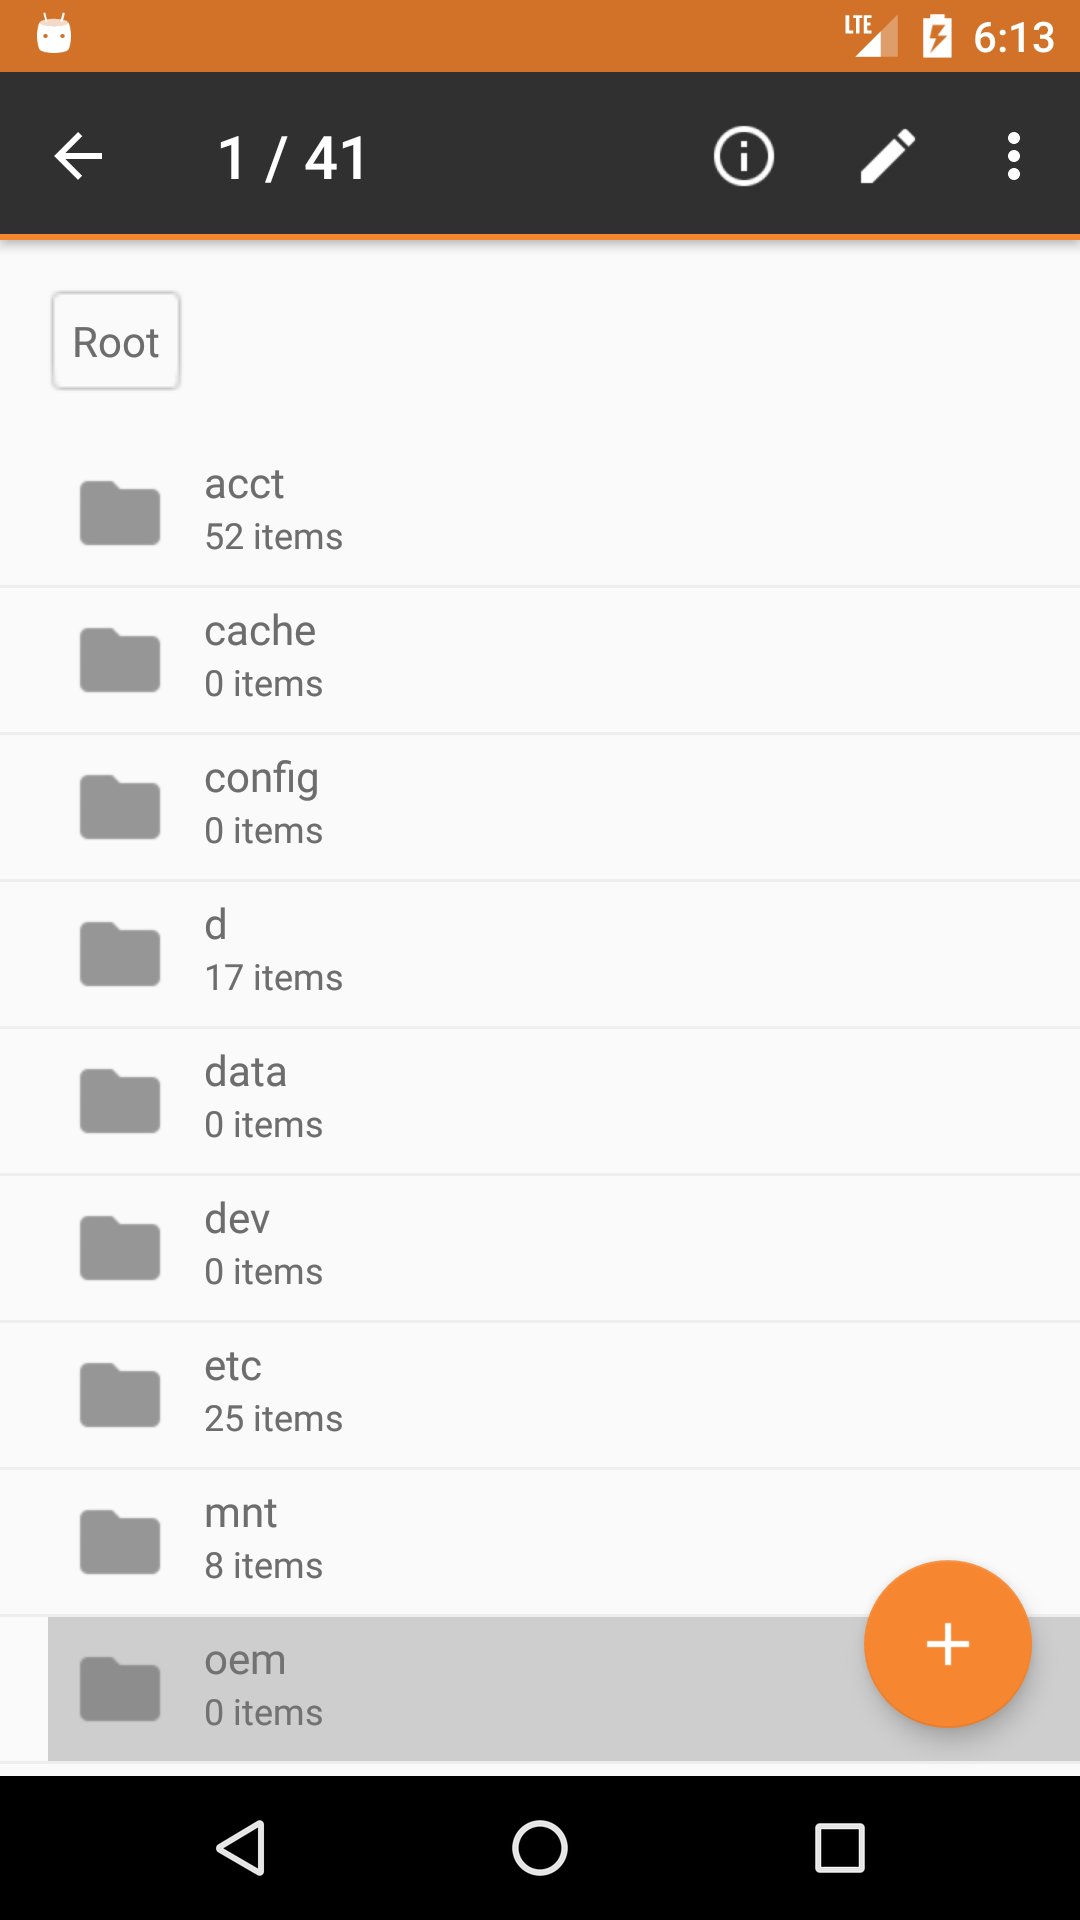 LTE 6:13
1 / 41
Root
acct
52 items
cache
0 items
config
0 items
d
17 items
data
0 items
dev
0 items
etc
25 items
mnt
8 items
oem
0 items